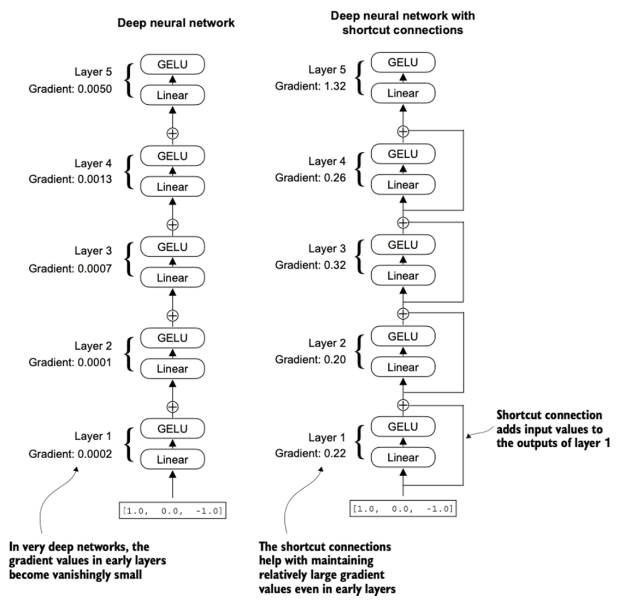 Deep neural network
Layer 5
Gradient: 0.0050
GELU
Linear
Layer 4
Gradient: 0.0013
GELU
Linear
Layer 3
Gradient: 0.0007
GELU
Linear
Layer 2
Gradient: 0.0001
GELU
Linear
Layer 1
Gradient: 0.0002
GELU
Linear
[1.0, 0.0, -1.0]
In very deep networks, the
gradient values in early layers
become vanishingly small
Deep neural network with
shortcut connections
Layer 5
Gradient: 1.32
GELU
Linear
Layer 4
Gradient: 0.26
GELU
Linear
Layer 3
Gradient: 0.32
GELU
Linear
Layer 2
Gradient: 0.20
GELU
Linear
Layer 1
Gradient: 0.22
GELU
Linear
[1.0, 0.0, -1.0]
Shortcut connection
adds input values to
the outputs of layer 1
The shortcut connections
help with maintaining
relatively large gradient
values even in early layers